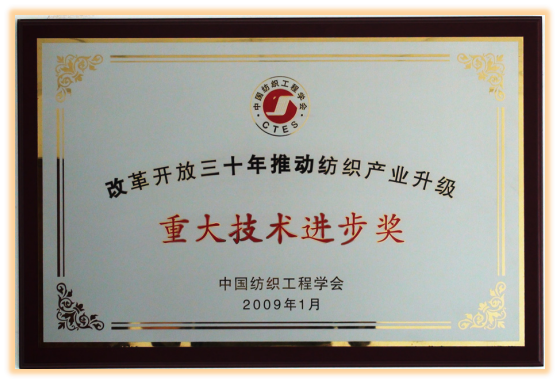 中国纺织工程学会
CTES
改革开放三十年推动纺织产业升级
重大技术进步奖
中国纺织工程学会
2009年1月